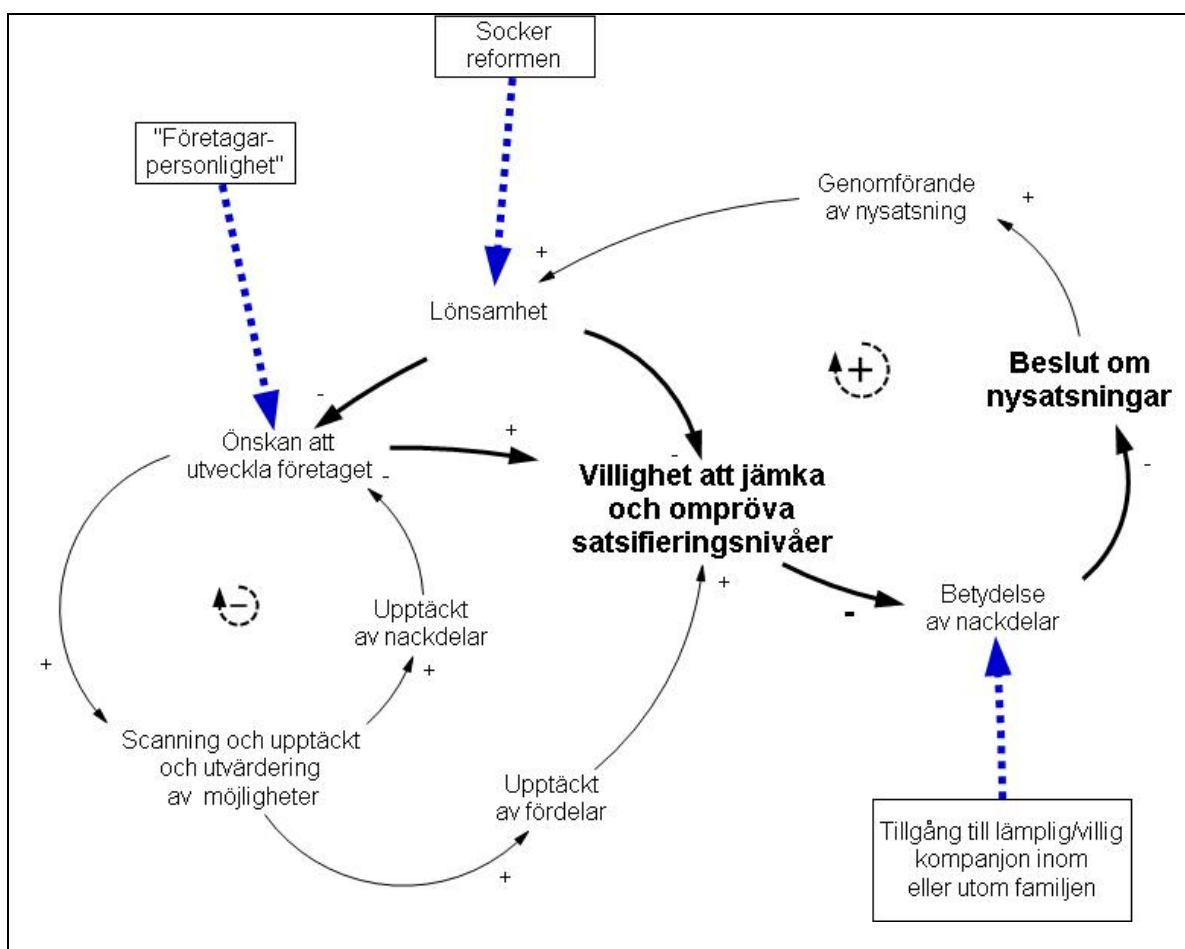 Socker
reformen
"Företagar-
personlighet"
Genomförande
av nysatsning
+
+
Lönsamhet
+
Beslut om
nysatsningar
-
Önskan att
utveckla företaget
-
+
-
Villighet att jämka
och ompröva
satsifieringsnivåer
-
+
-
Betydelse
av nackdelar
-
Upptäckt
av nackdelar
+
+
Scanning och upptäckt
och utvärdering
av möjligheter
Upptäckt
av fördelar
+
Tillgång till lämplig/villig
kompanjon inom
eller utom familjen